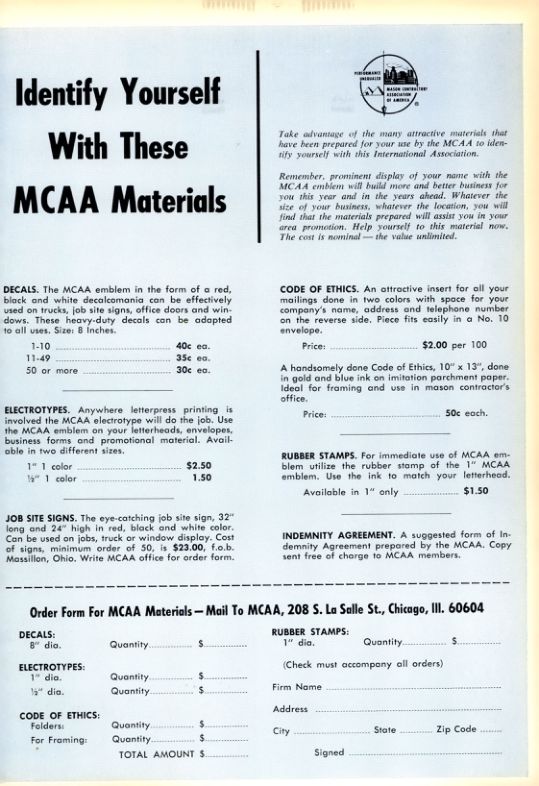 Identify Yourself
With These
MCAA Materials
PERFORMANCE
UNEQUALED
MASON CONTRACTORS
ASSOCIATION
OF AMERICA
®
Take advantage of the many attractive materials that
have been prepared for your use by the MCAA to iden-
tify yourself with this International Association.
Remember, prominent display of your name with the
MCAA emblem will build more and better business for
you this year and in the years ahead. Whatever the
size of your business, whatever the location, you will
find that the materials prepared will assist you in your
area promotion. Help yourself to this material now.
The cost is nominal — the value unlimited.
DECALS. The MCAA emblem in the form of a red,
black and white decalcomania can be effectively
used on trucks, job site signs, office doors and win-
dows. These heavy-duty decals can be adapted
to all uses. Size: 8 Inches.
1-10 .......... 40c ea.
11-49 .......... 35c ea.
50 or more .......... 30c ea.
ELECTROTYPES. Anywhere letterpress printing is
involved the MCAA electrotype will do the job. Use
the MCAA emblem on your letterheads, envelopes,
business forms and promotional material. Avail-
able in two different sizes.
1" 1 color .......... $2.50
½" 1 color .......... 1.50
JOB SITE SIGNS. The eye-catching job site sign, 32"
long and 24" high in red, black and white color.
Can be used on jobs, truck or window display. Cost
of signs, minimum order of 50, is $23.00, f.o.b.
Massillon, Ohio. Write MCAA office for order form.
CODE OF ETHICS. An attractive insert for all your
mailings done in two colors with space for your
company's name, address and telephone number
on the reverse side. Piece fits easily in a No. 10
envelope.
Price: .......... $2.00 per 100
A handsomely done Code of Ethics, 10" x 13", done
in gold and blue ink on imitation parchment paper.
Ideal for framing and use in mason contractor's
office.
Price: .......... 50c each.
RUBBER STAMPS. For immediate use of MCAA em-
blem utilize the rubber stamp of the 1" MCAA
emblem. Use the ink to match your letterhead.
Available in 1" only .......... $1.50
INDEMNITY AGREEMENT. A suggested form of In-
demnity Agreement prepared by the MCAA. Copy
sent free of charge to MCAA members.
Order Form For MCAA Materials — Mail To MCAA, 208 S. La Salle St., Chicago, Ill. 60604
DECALS:
8" dia. Quantity.......... $..........
ELECTROTYPES:
1" dia. Quantity.......... $..........
½" dia. Quantity.......... $..........
CODE OF ETHICS:
Folders: Quantity.......... $..........
For Framing: Quantity.......... $..........
TOTAL AMOUNT $..........
RUBBER STAMPS:
1" dia. Quantity.......... $..........
(Check must accompany all orders)
Firm Name ..........
Address ..........
City .......... State .......... Zip Code ..........
Signed ..........